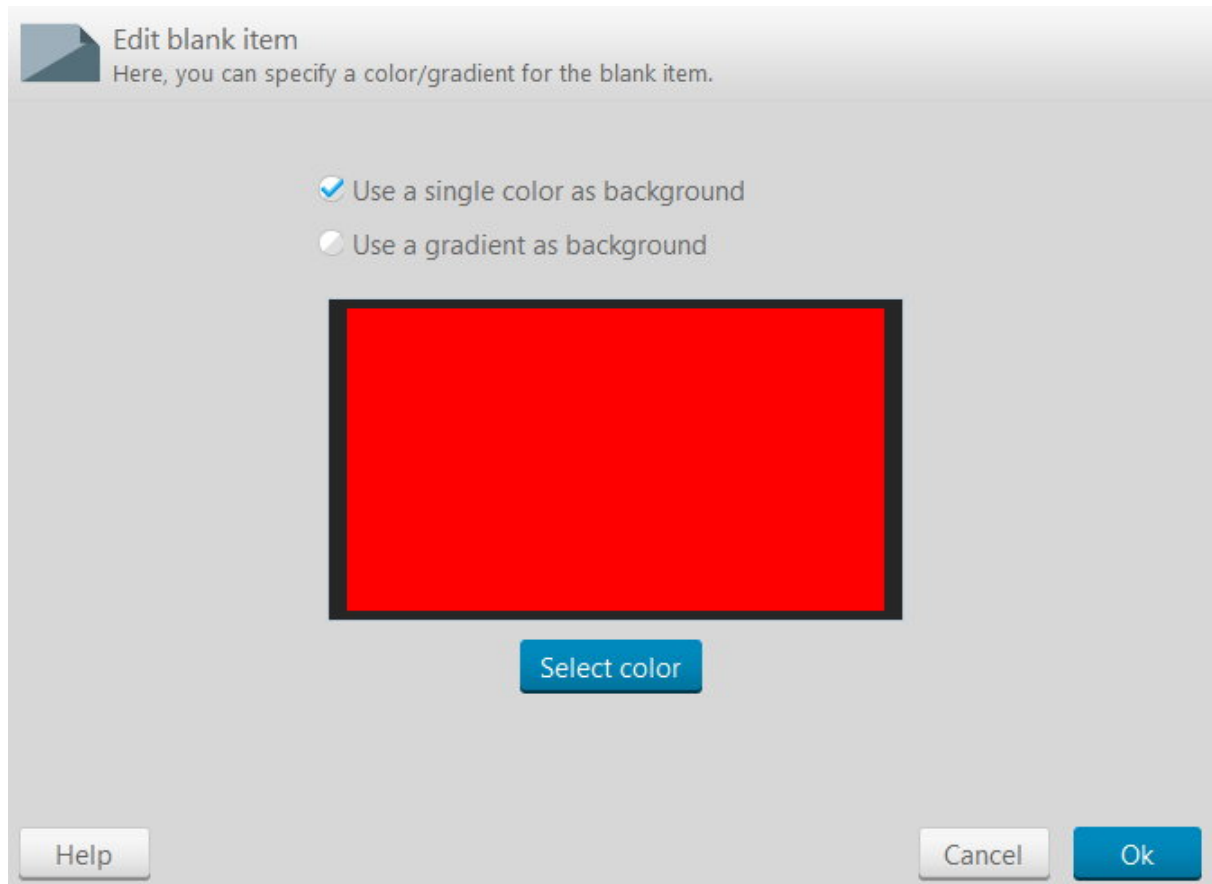 Edit blank item
Here, you can specify a color/gradient for the blank item.
Use a single color as background
Use a gradient as background
Select color
Help
Cancel
Ok